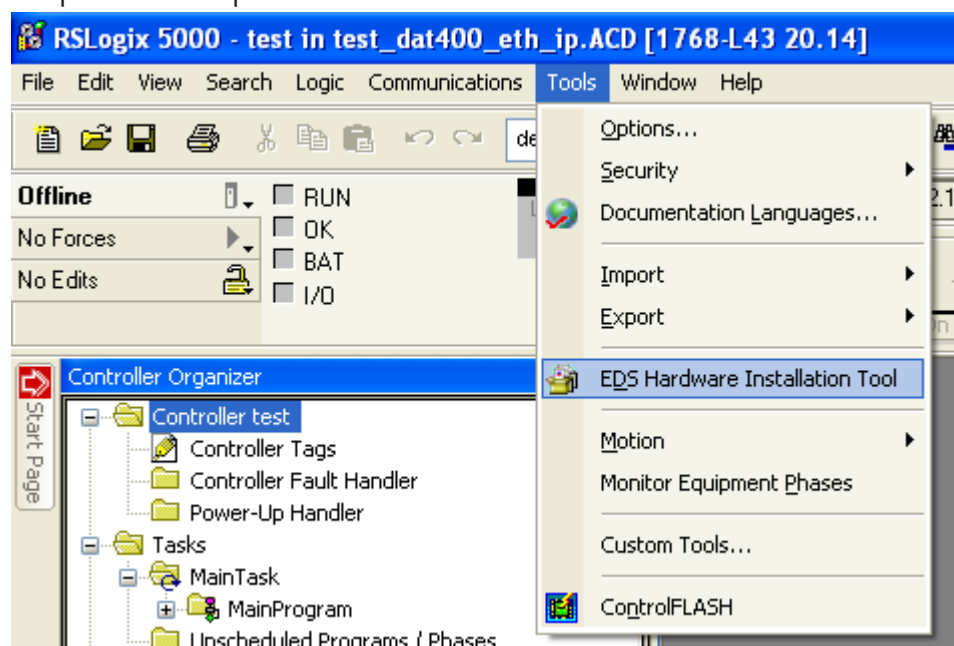 RSLogix 5000 - test in test_dat400_eth_ip.ACD [1768-L43 20.14]
File Edit View Search Logic Communications Tools Window Help
de
Offline
RUN
No Forces
OK
No Edits
BAT
I/O
Options...
Security
Documentation Languages...
Import
Export
EDS Hardware Installation Tool
Motion
Monitor Equipment Phases
Custom Tools...
ControlFLASH
Start Page
Controller Organizer
Controller test
Controller Tags
Controller Fault Handler
Power-Up Handler
Tasks
MainTask
MainProgram
Unscheduled Programs / Phases